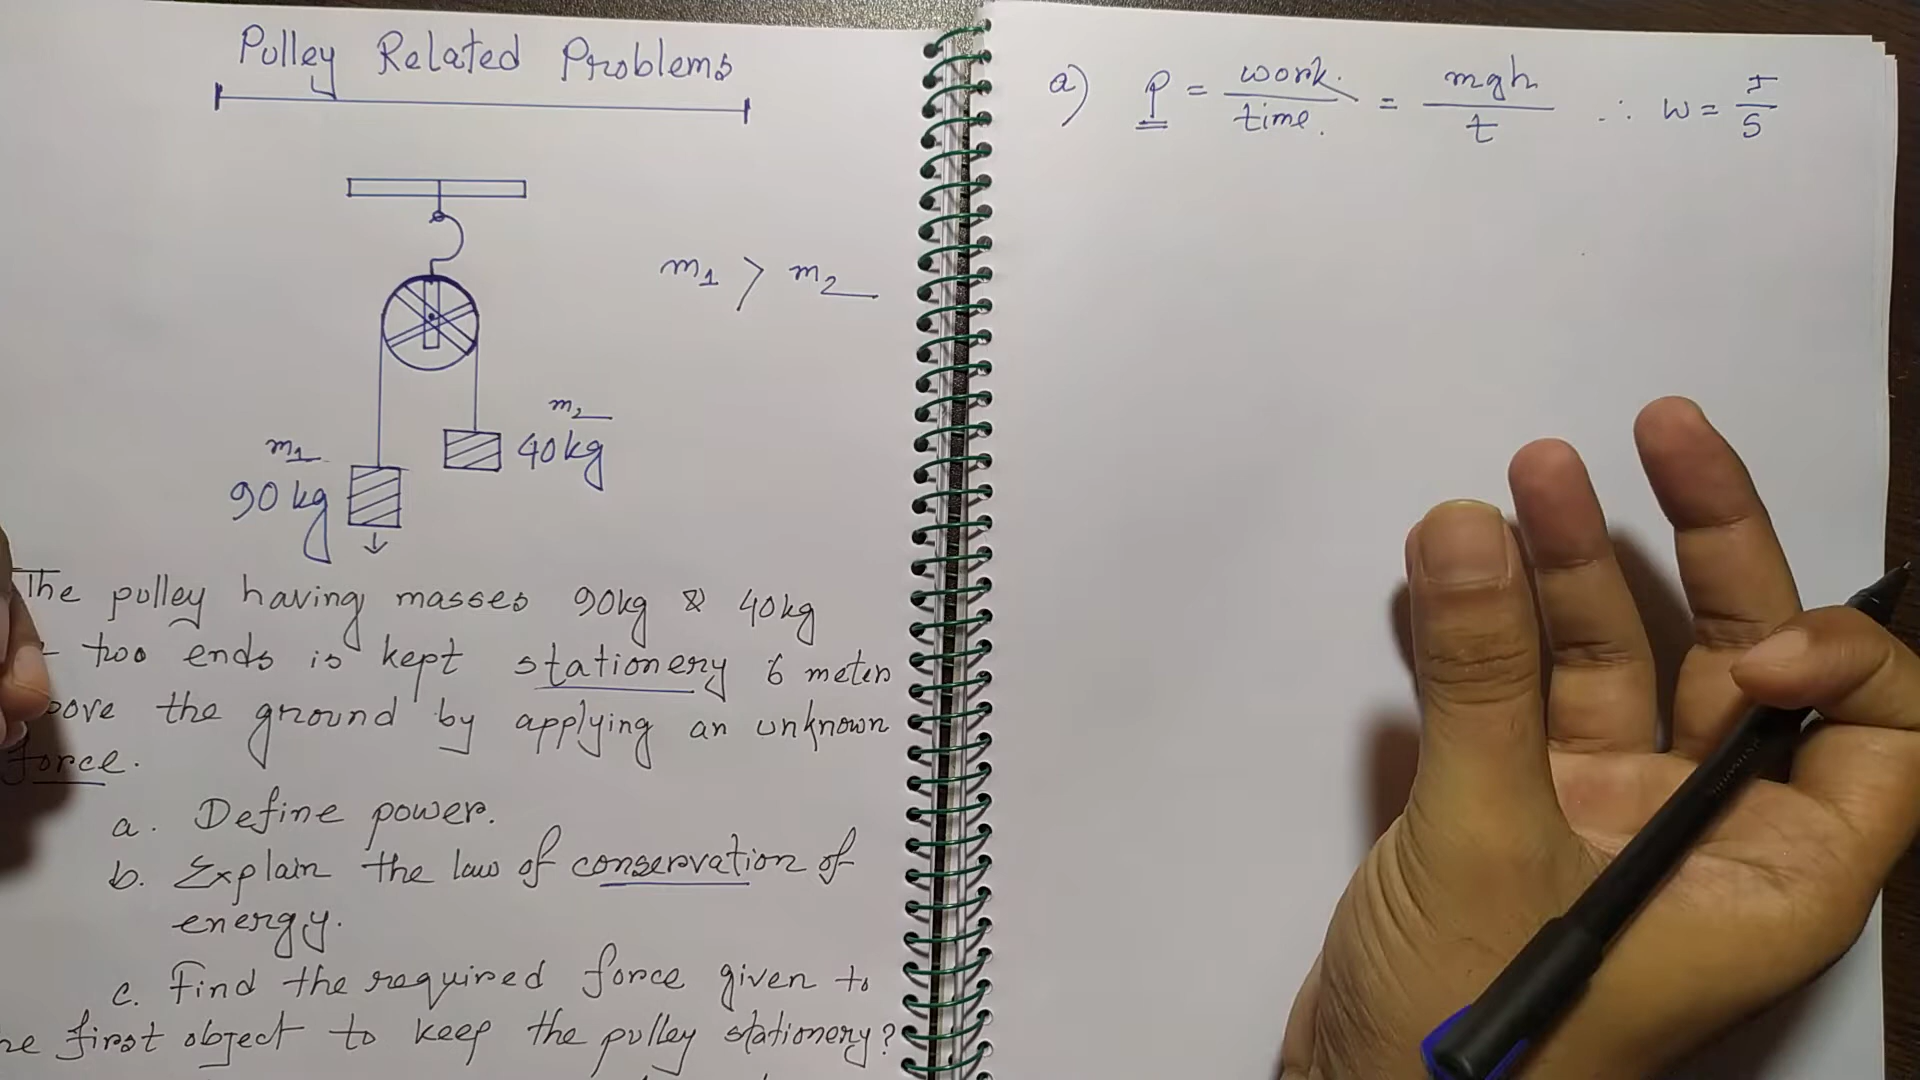 Pulley Related Problems
m1 > m2
m2
40kg
m1
90 kg
The pulley having masses 90kg & 40kg
two ends is kept stationery 6 meter
the ground by applying an unknown
force.
a. Define power.
b. Explain the law of conservation of
energy.
c. Find the required force given to
first object to keep the pulley stationery?
a) P = work / time. = mgh / t ∴ W = J / S